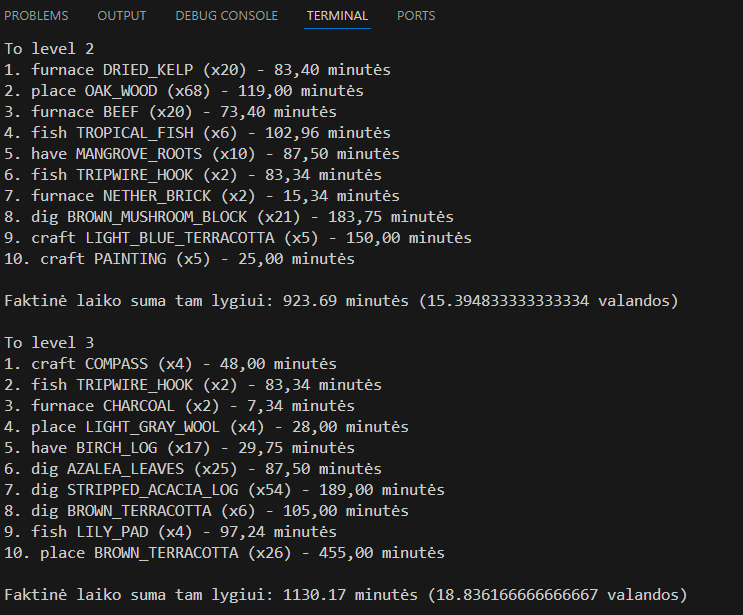 PROBLEMS OUTPUT DEBUG CONSOLE TERMINAL PORTS
To level 2
1. furnace DRIED_KELP (x20) - 83,40 minutės
2. place OAK_WOOD (x68) - 119,00 minutės
3. furnace BEEF (x20) - 73,40 minutės
4. fish TROPICAL_FISH (x6) - 102,96 minutės
5. have MANGROVE_ROOTS (x10) - 87,50 minutės
6. fish TRIPWIRE_HOOK (x2) - 83,34 minutės
7. furnace NETHER_BRICK (x2) - 15,34 minutės
8. dig BROWN_MUSHROOM_BLOCK (x21) - 183,75 minutės
9. craft LIGHT_BLUE_TERRACOTTA (x5) - 150,00 minutės
10. craft PAINTING (x5) - 25,00 minutės

Faktinė laiko suma tam lygiui: 923.69 minutės (15.394833333333334 valandos)

To level 3
1. craft COMPASS (x4) - 48,00 minutės
2. fish TRIPWIRE_HOOK (x2) - 83,34 minutės
3. furnace CHARCOAL (x2) - 7,34 minutės
4. place LIGHT_GRAY_WOOL (x4) - 28,00 minutės
5. have BIRCH_LOG (x17) - 29,75 minutės
6. dig AZALEA_LEAVES (x25) - 87,50 minutės
7. dig STRIPPED_ACACIA_LOG (x54) - 189,00 minutės
8. dig BROWN_TERRACOTTA (x6) - 105,00 minutės
9. fish LILY_PAD (x4) - 97,24 minutės
10. place BROWN_TERRACOTTA (x26) - 455,00 minutės

Faktinė laiko suma tam lygiui: 1130.17 minutės (18.836166666666667 valandos)